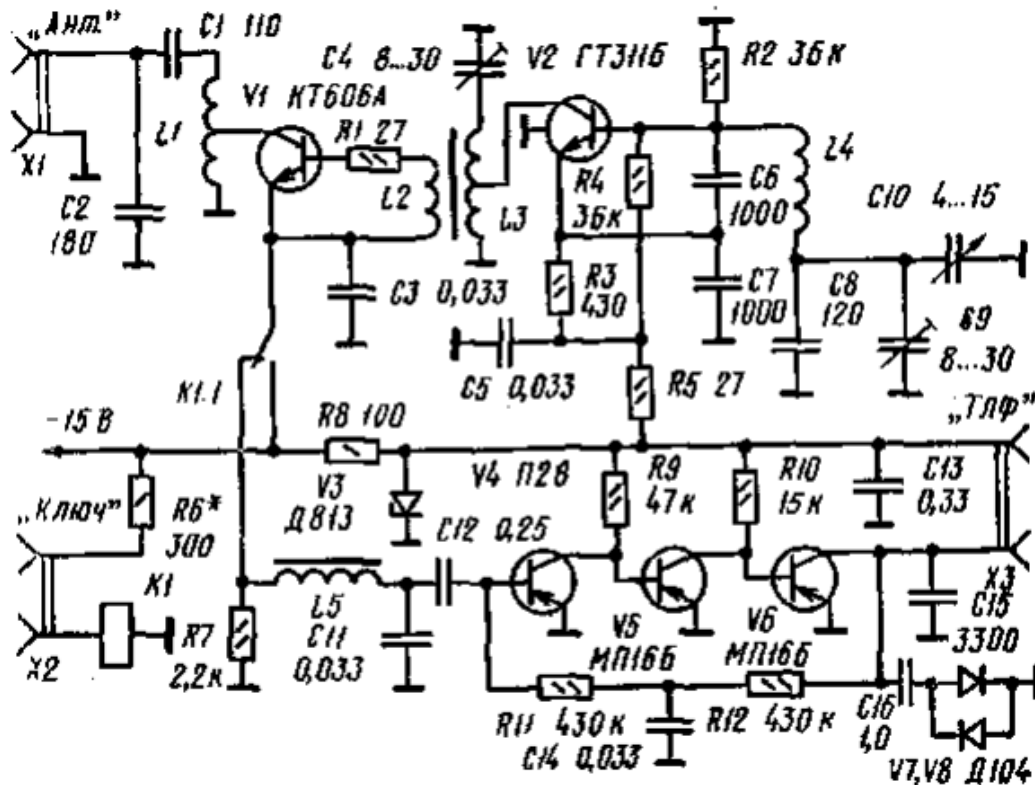 „Ант."
C1 110
C4 8...30
V2 ГТ311Б
R2 36к
V1 КТ606А
R1 27
L1
X1
C2
180
L2
L3
R4
36к
C6
1000
L4
C10 4...15
C3 0,033
R3
430
C7
1000
C8
120
C9
8...30
C5 0,033
R5 27
К1.1
-15 В
R8 100
„ТЛФ"
V3
Д813
V4 П28
R9
47к
R10
15к
C13
0,33
„Ключ"
R6*
300
C12 0,25
K1
X2
R7
2,2к
L5
C11
0,033
V5
МП16Б
V6
МП16Б
X3
C15
3300
R11 430к
R12 430к
C14 0,033
C16
1,0
V7,V8 Д104